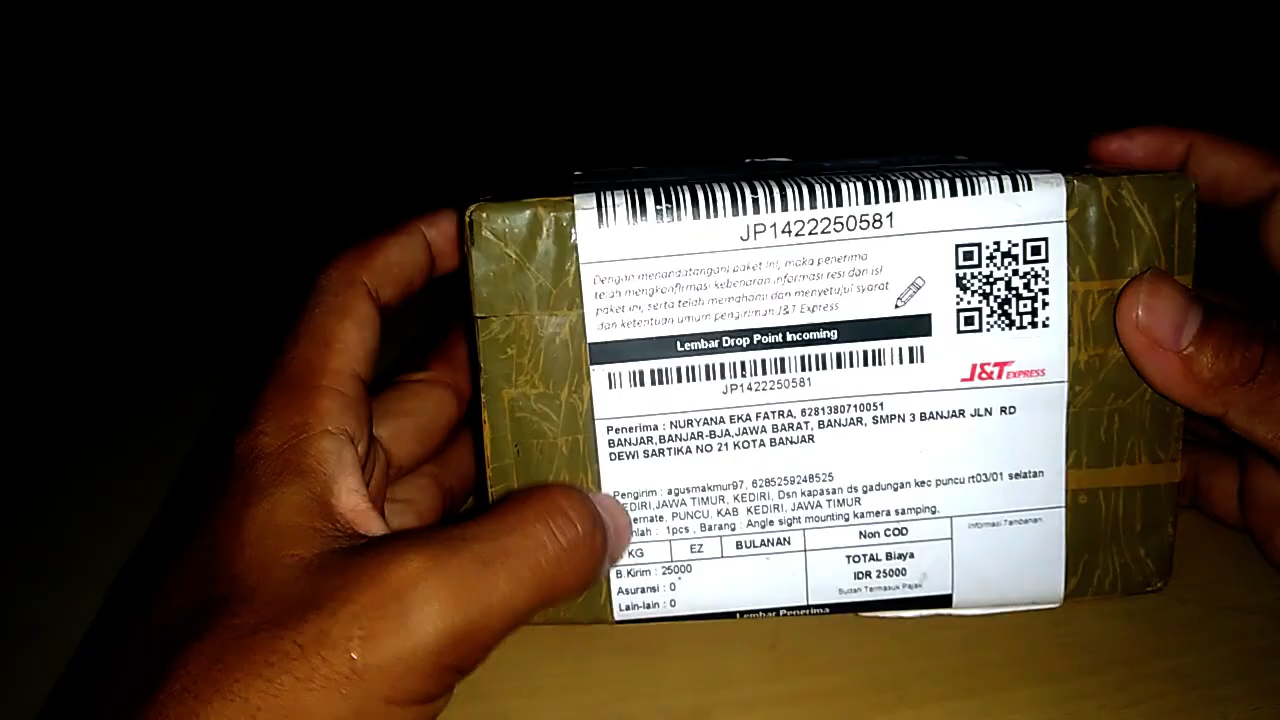 JP1422250581
Dengan menandatangani paket ini, maka penerima
telah mengkonfirmasi kebenaran informasi resi dan isi
paket ini, serta telah memahami dan menyetujui syarat
dan ketentuan umum pengiriman J&T Express
Lembar Drop Point Incoming
JP1422250581
J&T EXPRESS
Penerima : NURYANA EKA FATRA, 6281380710051
BANJAR,BANJAR-BJA,JAWA BARAT, BANJAR, SMPN 3 BANJAR JLN RD
DEWI SARTIKA NO 21 KOTA BANJAR
Pengirim : agusmakmur97, 6285259248525
EDIRI,JAWA TIMUR, KEDIRI, Dsn kapasan ds gadungan kec puncu rt03/01 selatan
emate, PUNCU, KAB KEDIRI, JAWA TIMUR
nlah : 1pcs , Barang : Angle sight mounting kamera samping,
KG EZ BULANAN Non COD Informasi Tambahan
B.Kirim : 25000 TOTAL Biaya
Asuransi : 0 IDR 25000
Lain-lain : 0 Sudah Termasuk Pajak
Lembar Penerima